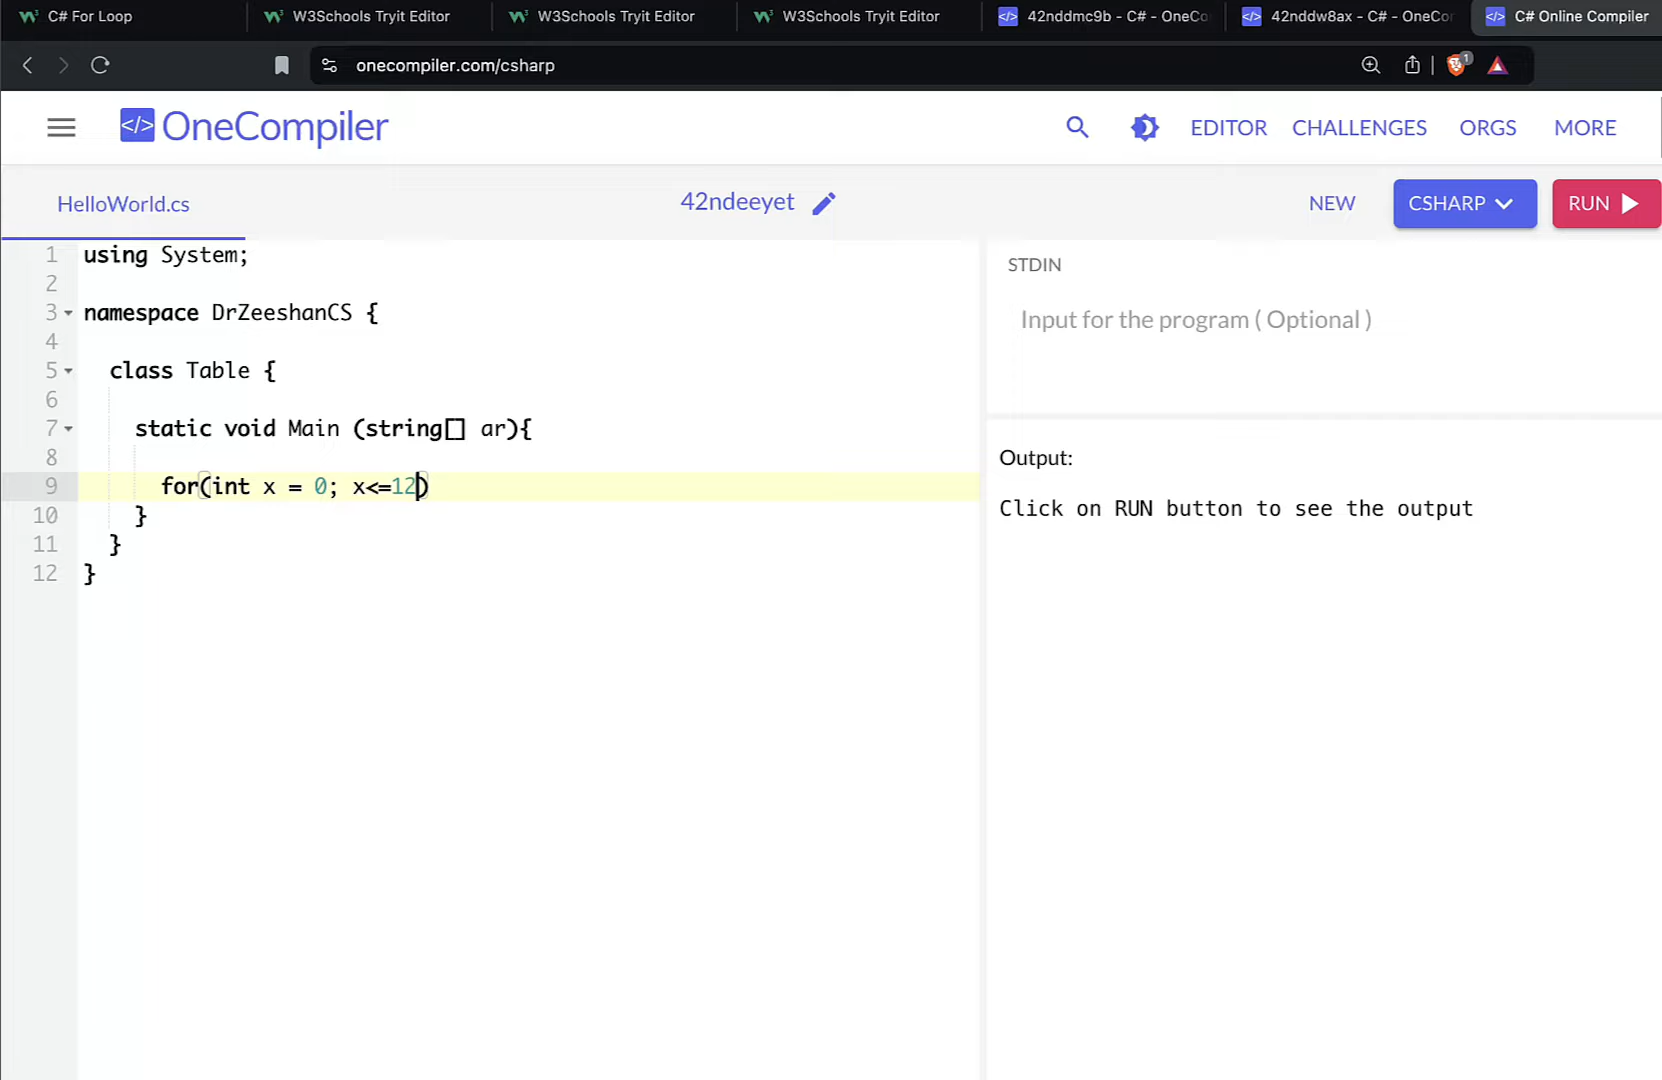 C# For Loop
W3Schools Tryit Editor
W3Schools Tryit Editor
W3Schools Tryit Editor
42nddmc9b - C# - OneCo
42nddw8ax - C# - OneCor
C# Online Compiler
onecompiler.com/csharp
1
</> OneCompiler
EDITOR
CHALLENGES
ORGS
MORE
HelloWorld.cs
42ndeeyet
NEW
CSHARP
RUN
1 using System;
2
3 namespace DrZeeshanCS {
4
5 class Table {
6
7 static void Main (string[] ar){
8
9 for(int x = 0; x<=12)
10 }
11 }
12 }
STDIN
Input for the program ( Optional )
Output:
Click on RUN button to see the output